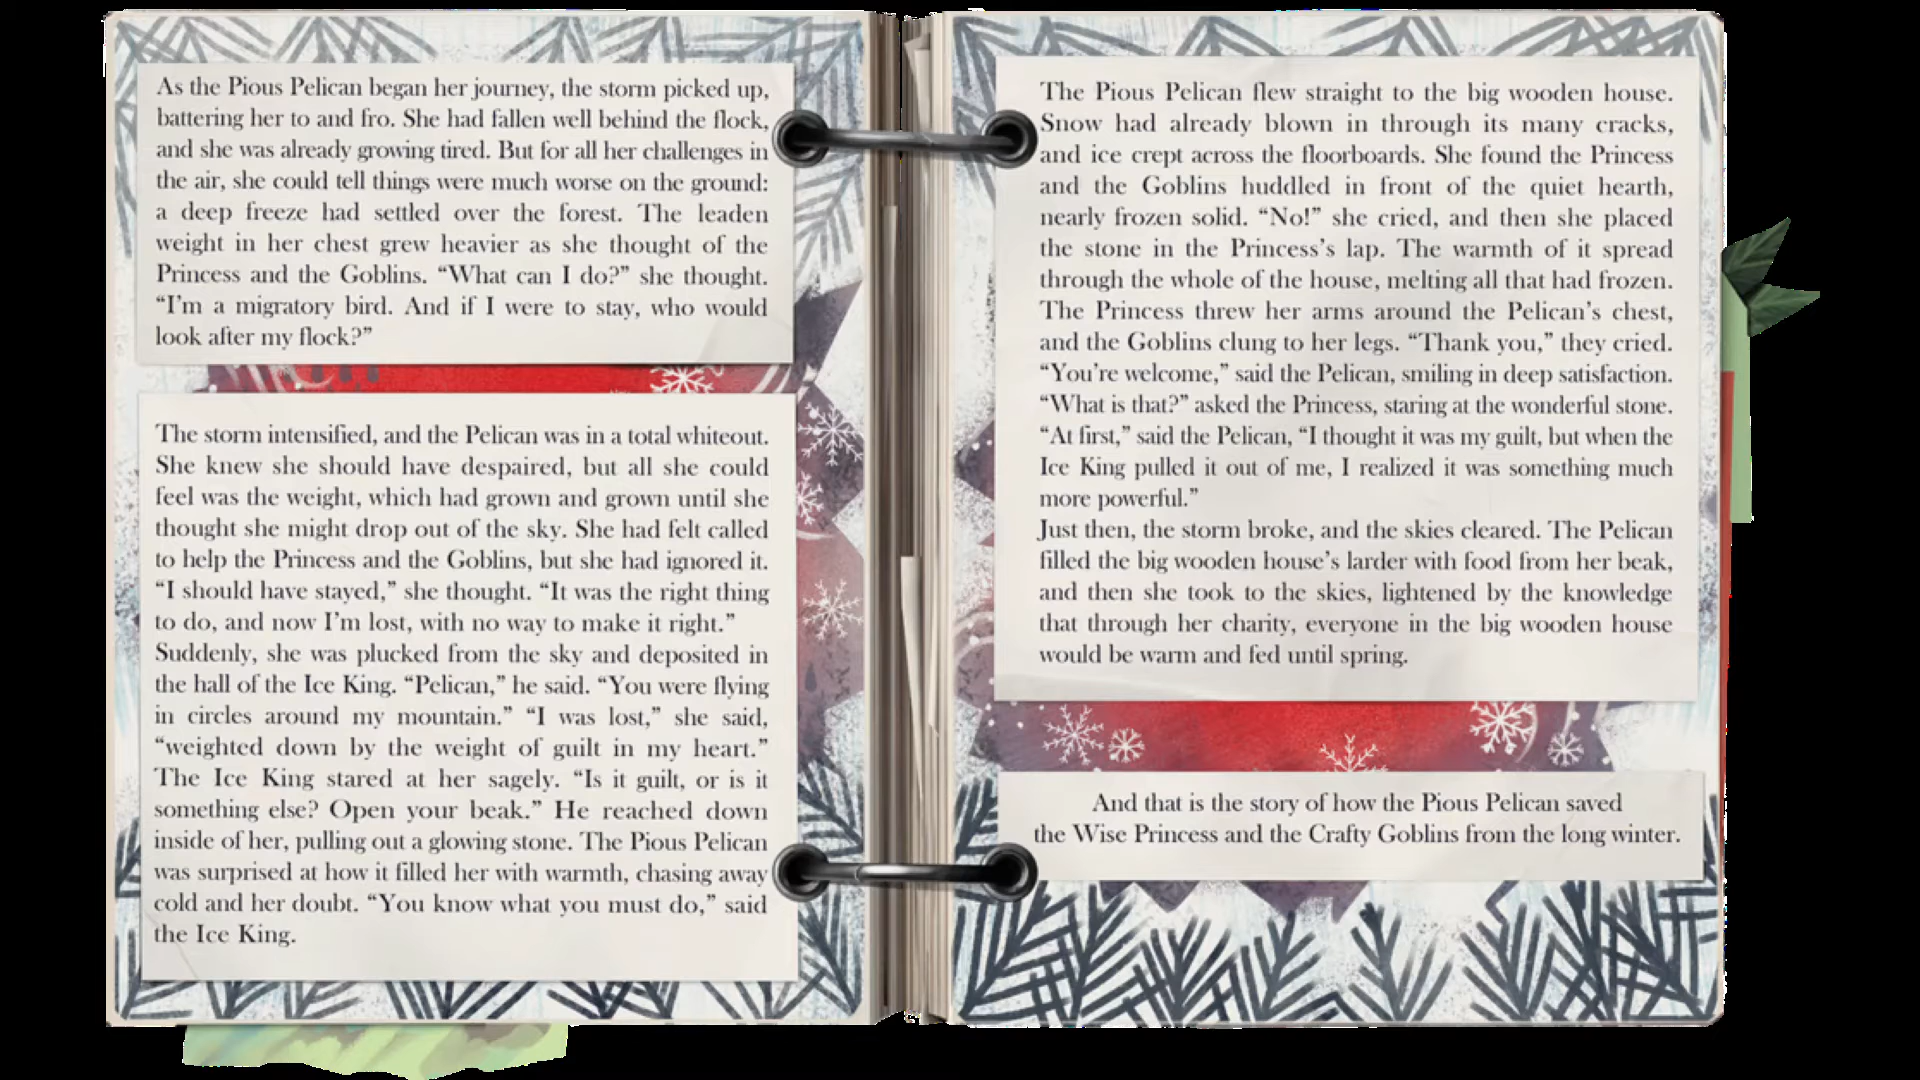 As the Pious Pelican began her journey, the storm picked up,
battering her to and fro. She had fallen well behind the flock,
and she was already growing tired. But for all her challenges in
the air, she could tell things were much worse on the ground:
a deep freeze had settled over the forest. The leaden
weight in her chest grew heavier as she thought of the
Princess and the Goblins. “What can I do?” she thought.
“I’m a migratory bird. And if I were to stay, who would
look after my flock?”
The storm intensified, and the Pelican was in a total whiteout.
She knew she should have despaired, but all she could
feel was the weight, which had grown and grown until she
thought she might drop out of the sky. She had felt called
to help the Princess and the Goblins, but she had ignored it.
“I should have stayed,” she thought. “It was the right thing
to do, and now I’m lost, with no way to make it right.”
Suddenly, she was plucked from the sky and deposited in
the hall of the Ice King. “Pelican,” he said. “You were flying
in circles around my mountain.” “I was lost,” she said,
“weighted down by the weight of guilt in my heart.”
The Ice King stared at her sagely. “Is it guilt, or is it
something else? Open your beak.” He reached down
inside of her, pulling out a glowing stone. The Pious Pelican
was surprised at how it filled her with warmth, chasing away
cold and her doubt. “You know what you must do,” said
the Ice King.
The Pious Pelican flew straight to the big wooden house.
Snow had already blown in through its many cracks,
and ice crept across the floorboards. She found the Princess
and the Goblins huddled in front of the quiet hearth,
nearly frozen solid. “No!” she cried, and then she placed
the stone in the Princess’s lap. The warmth of it spread
through the whole of the house, melting all that had frozen.
The Princess threw her arms around the Pelican’s chest,
and the Goblins clung to her legs. “Thank you,” they cried.
“You’re welcome,” said the Pelican, smiling in deep satisfaction.
“What is that?” asked the Princess, staring at the wonderful stone.
“At first,” said the Pelican, “I thought it was my guilt, but when the
Ice King pulled it out of me, I realized it was something much
more powerful.”
Just then, the storm broke, and the skies cleared. The Pelican
filled the big wooden house’s larder with food from her beak,
and then she took to the skies, lightened by the knowledge
that through her charity, everyone in the big wooden house
would be warm and fed until spring.
And that is the story of how the Pious Pelican saved
the Wise Princess and the Crafty Goblins from the long winter.